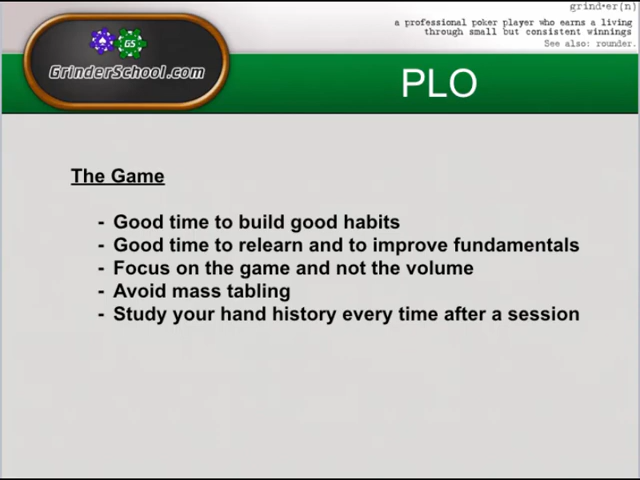 grind•er(n)
a professional poker player who earns a living
through small but consistent winnings
See also: rounder.
GS
GrinderSchool.com
PLO
The Game
- Good time to build good habits
- Good time to relearn and to improve fundamentals
- Focus on the game and not the volume
- Avoid mass tabling
- Study your hand history every time after a session